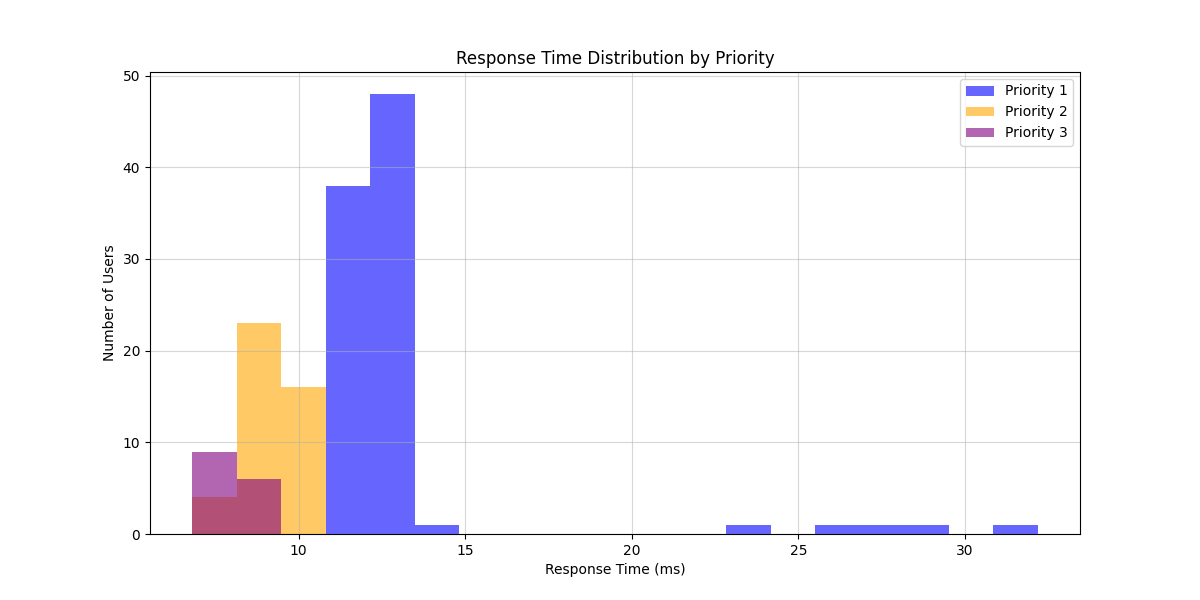 Response Time Distribution by Priority
Number of Users
50
40
30
20
10
0
10 15 20 25 30
Response Time (ms)
Priority 1
Priority 2
Priority 3